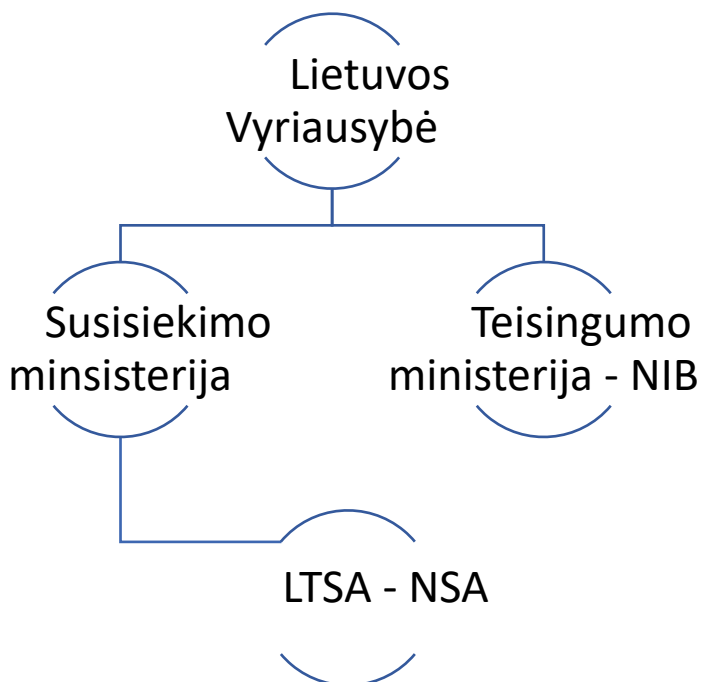 Lietuvos
Vyriausybė
Susisiekimo
minsisterija
Teisingumo
ministerija - NIB
LTSA - NSA